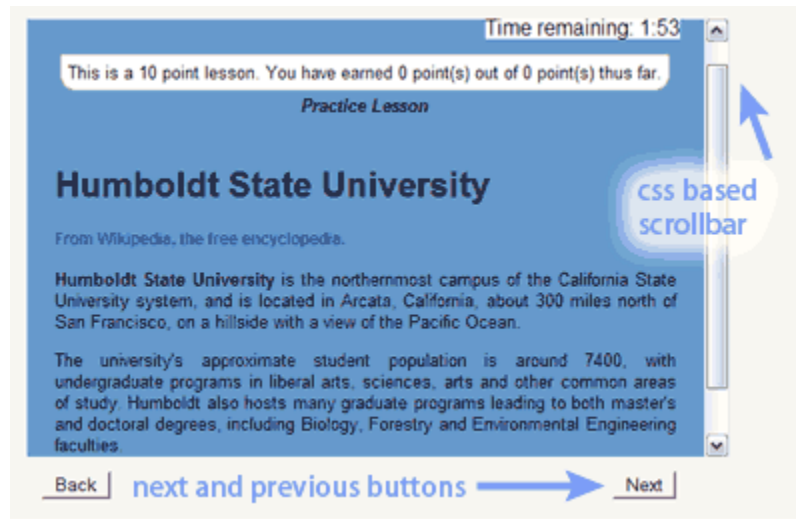 Time remaining: 1:53
This is a 10 point lesson. You have earned 0 point(s) out of 0 point(s) thus far.
Practice Lesson
Humboldt State University
css based
scrollbar
From Wikipedia, the free encyclopedia.
Humboldt State University is the northernmost campus of the California State
University system, and is located in Arcata, California, about 300 miles north of
San Francisco, on a hillside with a view of the Pacific Ocean.
The university's approximate student population is around 7400, with
undergraduate programs in liberal arts, sciences, arts and other common areas
of study. Humboldt also hosts many graduate programs leading to both master's
and doctoral degrees, including Biology, Forestry and Environmental Engineering
faculties.
Back
next and previous buttons
Next